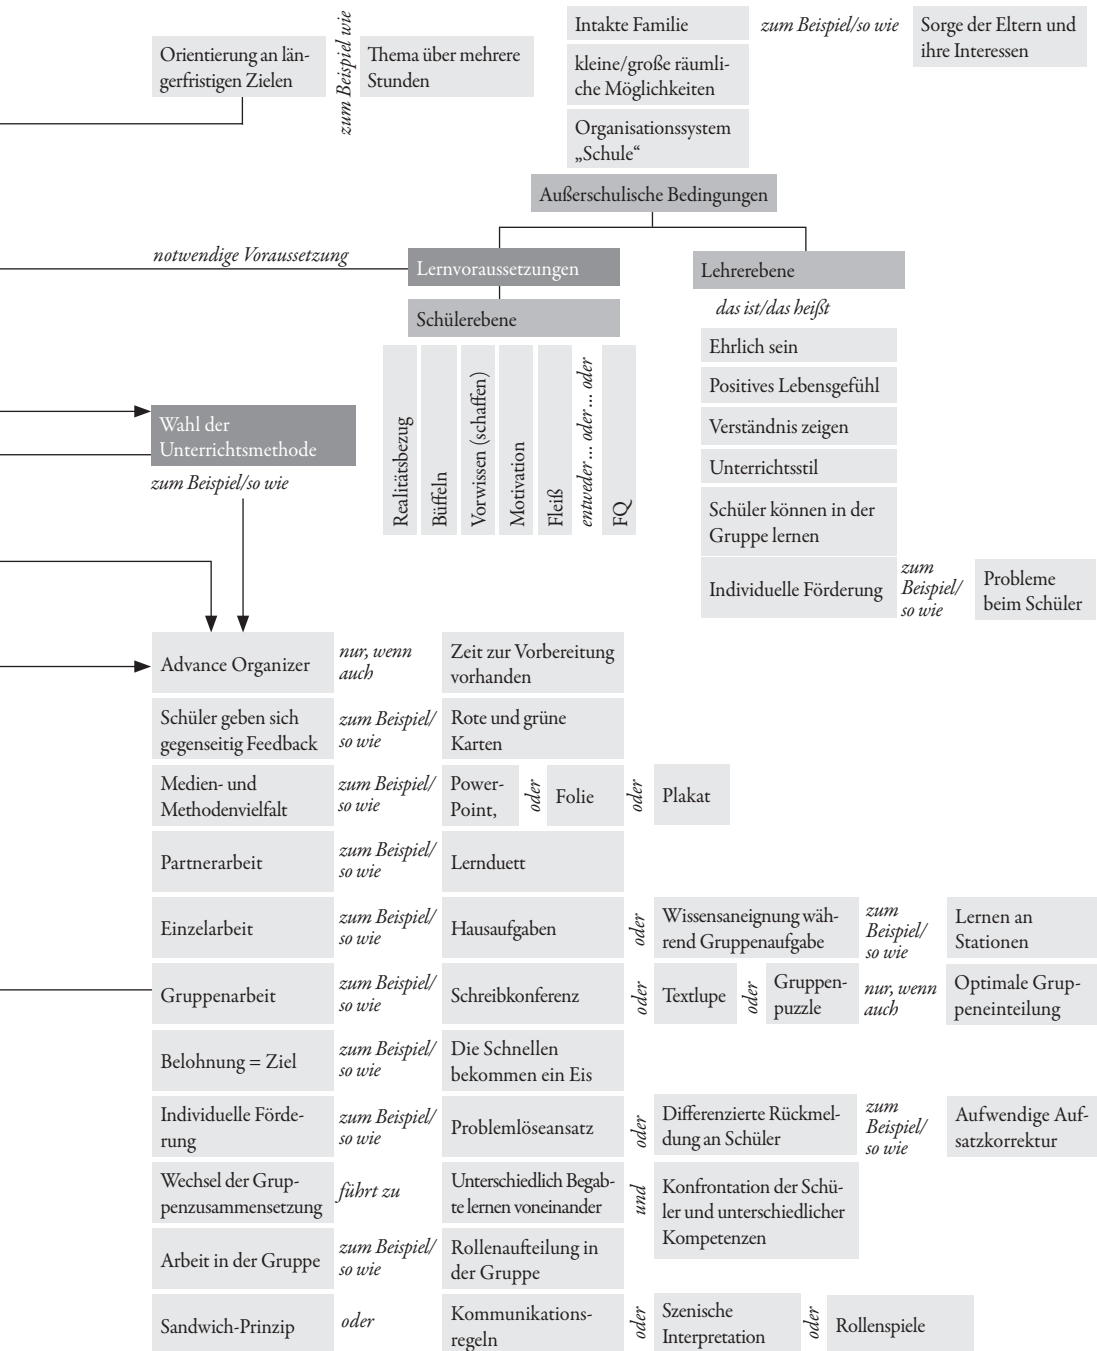 Orientierung an län-
gerfristigen Zielen
zum Beispiel wie
Thema über mehrere
Stunden
Intakte Familie
zum Beispiel/so wie
Sorge der Eltern und
ihre Interessen
kleine/große räumli-
che Möglichkeiten
Organisationssystem
„Schule“
Außerschulische Bedingungen
notwendige Voraussetzung
Lernvoraussetzungen
Schülerebene
Realitätsbezug
Büffeln
Vorwissen (schaffen)
Motivation
Fleiß
entweder ... oder ... oder
FQ
Lehrerebene
das ist/das heißt
Ehrlich sein
Positives Lebensgefühl
Verständnis zeigen
Unterrichtsstil
Schüler können in der
Gruppe lernen
Individuelle Förderung
zum
Beispiel/
so wie
Probleme
beim Schüler
Wahl der
Unterrichtsmethode
zum Beispiel/so wie
Advance Organizer
nur, wenn
auch
Zeit zur Vorbereitung
vorhanden
Schüler geben sich
gegenseitig Feedback
zum Beispiel/
so wie
Rote und grüne
Karten
Medien- und
Methodenvielfalt
zum Beispiel/
so wie
Power-
Point,
oder
Folie
oder
Plakat
Partnerarbeit
zum Beispiel/
so wie
Lernduett
Einzelarbeit
zum Beispiel/
so wie
Hausaufgaben
oder
Wissensaneignung wäh-
rend Gruppenaufgabe
zum
Beispiel/
so wie
Lernen an
Stationen
Gruppenarbeit
zum Beispiel/
so wie
Schreibkonferenz
oder
Textlupe
oder
Gruppen-
puzzle
nur, wenn
auch
Optimale Grup-
peneinteilung
Belohnung = Ziel
zum Beispiel/
so wie
Die Schnellen
bekommen ein Eis
Individuelle Förde-
rung
zum Beispiel/
so wie
Problemlöseansatz
oder
Differenzierte Rückmel-
dung an Schüler
zum
Beispiel/
so wie
Aufwendige Auf-
satzkorrektur
Wechsel der Grup-
penzusammensetzung
führt zu
Unterschiedlich Begab-
te lernen voneinander
und
Konfrontation der Schü-
ler und unterschiedlicher
Kompetenzen
Arbeit in der Gruppe
zum Beispiel/
so wie
Rollenaufteilung in
der Gruppe
Sandwich-Prinzip
oder
Kommunikations-
regeln
oder
Szenische
Interpretation
oder
Rollenspiele